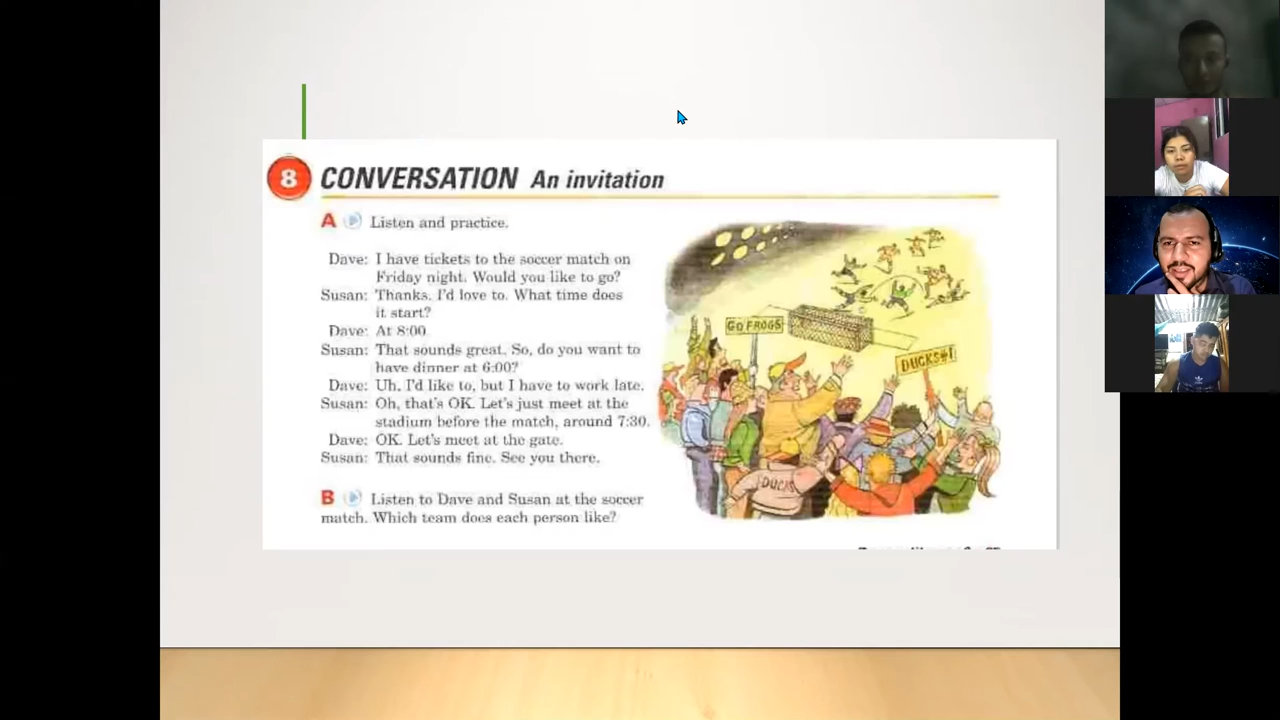 8 CONVERSATION An invitation
A Listen and practice.
Dave: I have tickets to the soccer match on
Friday night. Would you like to go?
Susan: Thanks. I'd love to. What time does
it start?
Dave: At 8:00.
Susan: That sounds great. So, do you want to
have dinner at 6:00?
Dave: Uh, I'd like to, but I have to work late.
Susan: Oh, that's OK. Let's just meet at the
stadium before the match, around 7:30.
Dave: OK. Let's meet at the gate.
Susan: That sounds fine. See you there.
B Listen to Dave and Susan at the soccer
match. Which team does each person like?
GO FROGS
DUCKS #1
DUCKS